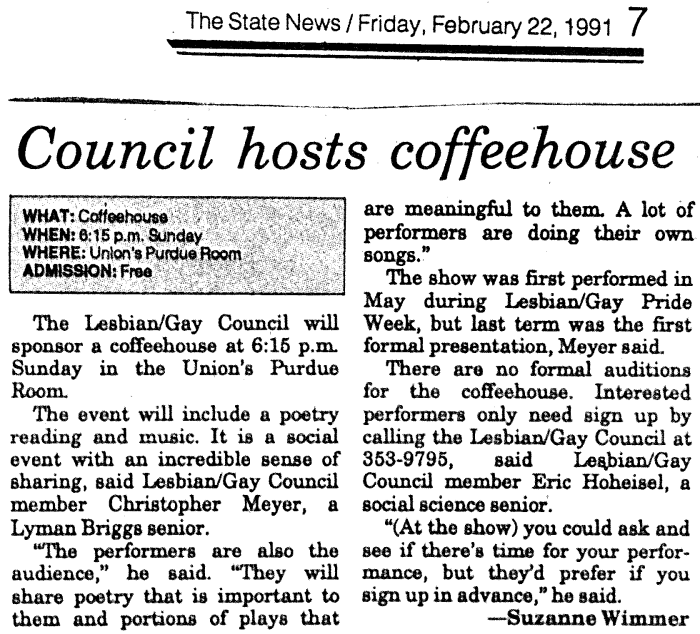 The State News / Friday, February 22, 1991 7
Council hosts coffeehouse
WHAT: Coffeehouse
WHEN: 6:15 p.m. Sunday
WHERE: Union's Purdue Room
ADMISSION: Free
The Lesbian/Gay Council will
sponsor a coffeehouse at 6:15 p.m.
Sunday in the Union's Purdue
Room.
The event will include a poetry
reading and music. It is a social
event with an incredible sense of
sharing, said Lesbian/Gay Council
member Christopher Meyer, a
Lyman Briggs senior.
"The performers are also the
audience," he said. "They will
share poetry that is important to
them and portions of plays that
are meaningful to them. A lot of
performers are doing their own
songs."
The show was first performed in
May during Lesbian/Gay Pride
Week, but last term was the first
formal presentation, Meyer said.
There are no formal auditions
for the coffeehouse. Interested
performers only need sign up by
calling the Lesbian/Gay Council at
353-9795, said Lesbian/Gay
Council member Eric Hoheisel, a
social science senior.
"(At the show) you could ask and
see if there's time for your perfor-
mance, but they'd prefer if you
sign up in advance," he said.
—Suzanne Wimmer